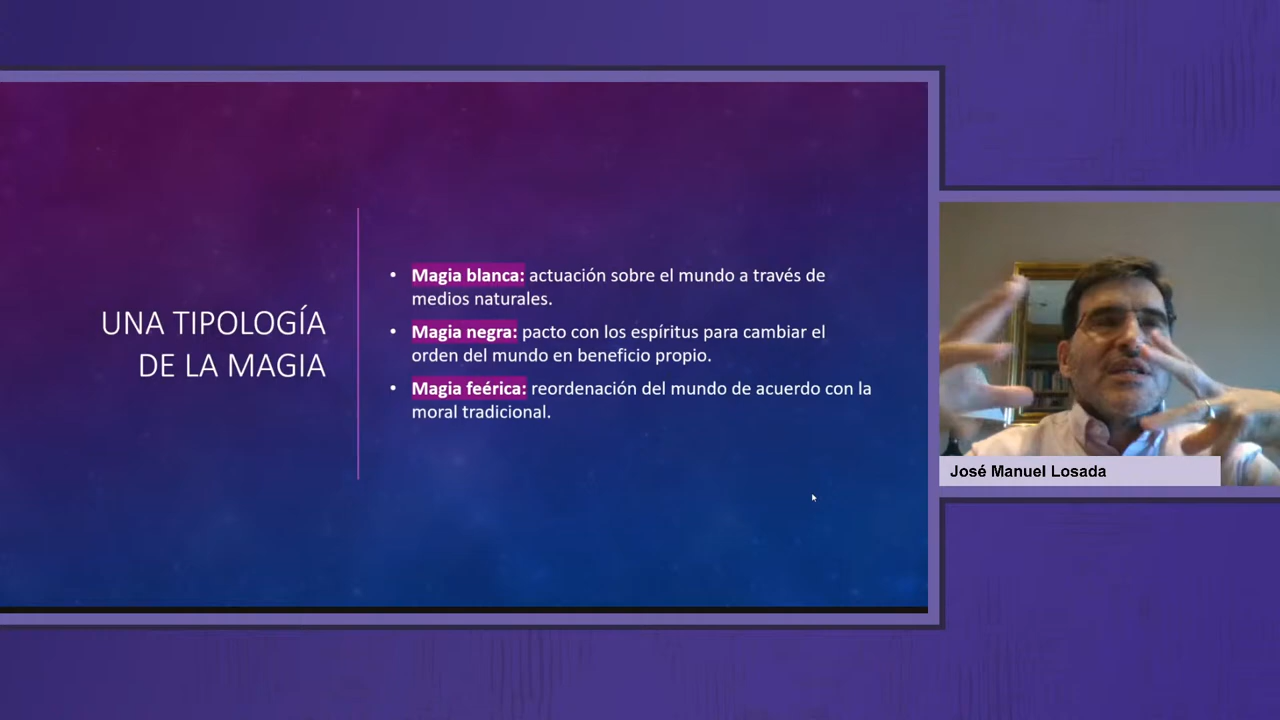 UNA TIPOLOGÍA
DE LA MAGIA
• Magia blanca: actuación sobre el mundo a través de
medios naturales.
• Magia negra: pacto con los espíritus para cambiar el
orden del mundo en beneficio propio.
• Magia feérica: reordenación del mundo de acuerdo con la
moral tradicional.
José Manuel Losada